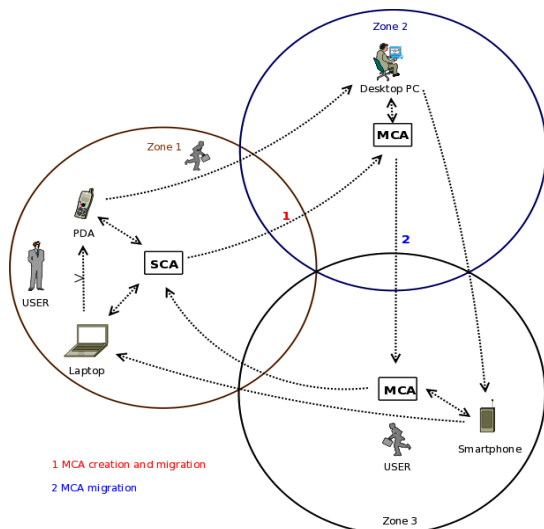 Zone 2
Desktop PC
MCA
Zone 1
PDA
1
2
SCA
USER
Laptop
MCA
USER
Smartphone
1 MCA creation and migration
2 MCA migration
Zone 3